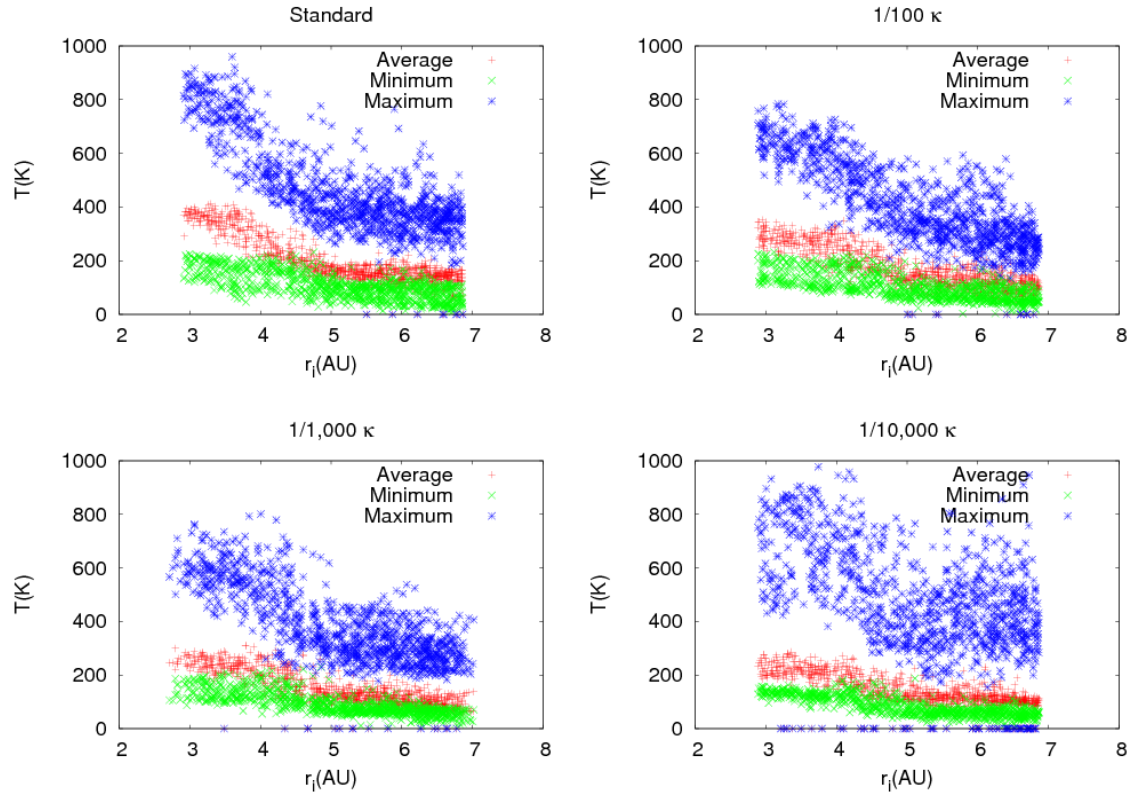 Standard
1000
800
600
400
200
0
T(K)
Average
Minimum
Maximum
2 3 4 5 6 7 8
r_i(AU)
1/100 κ
1000
800
600
400
200
0
T(K)
Average
Minimum
Maximum
2 3 4 5 6 7 8
r_i(AU)
1/1,000 κ
1000
800
600
400
200
0
T(K)
Average
Minimum
Maximum
2 3 4 5 6 7 8
r_i(AU)
1/10,000 κ
1000
800
600
400
200
0
T(K)
Average
Minimum
Maximum
2 3 4 5 6 7 8
r_i(AU)